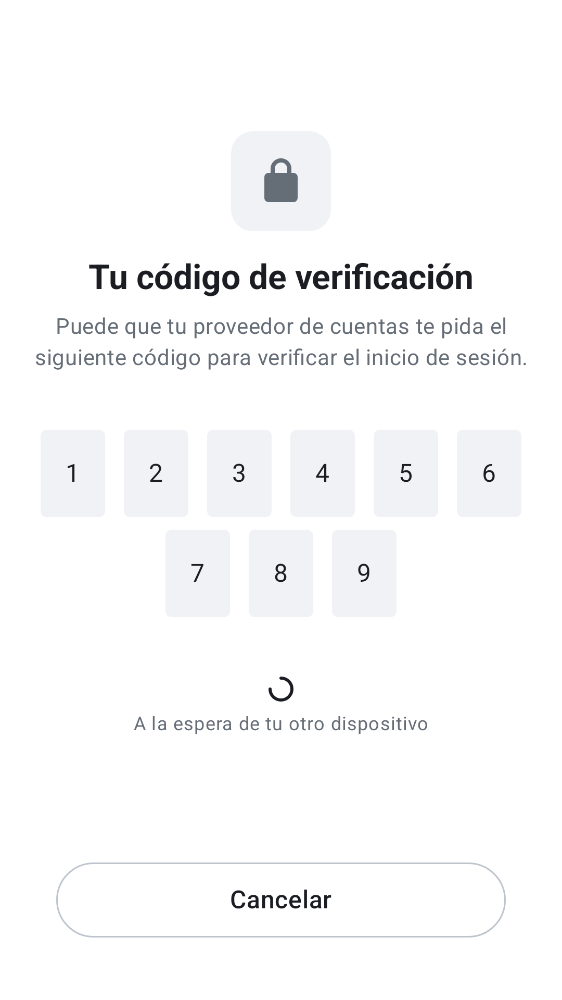 Tu código de verificación
Puede que tu proveedor de cuentas te pida el
siguiente código para verificar el inicio de sesión.
1 2 3 4 5 6
7 8 9
A la espera de tu otro dispositivo
Cancelar